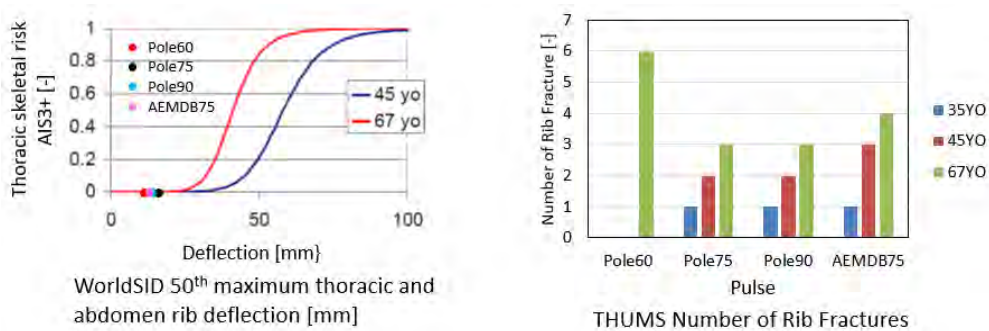 Thoracic skeletal risk
AIS3+ [-]
1
0.8
0.6
0.4
0.2
0
Pole60
Pole75
Pole90
AEMDB75
45 yo
67 yo
0
50
100
Deflection [mm}
WorldSID 50th maximum thoracic and
abdomen rib deflection [mm]
Number of Rib Fracture [-]
7
6
5
4
3
2
1
0
Pole60
Pole75
Pole90
AEMDB75
Pulse
35YO
45YO
67YO
THUMS Number of Rib Fractures